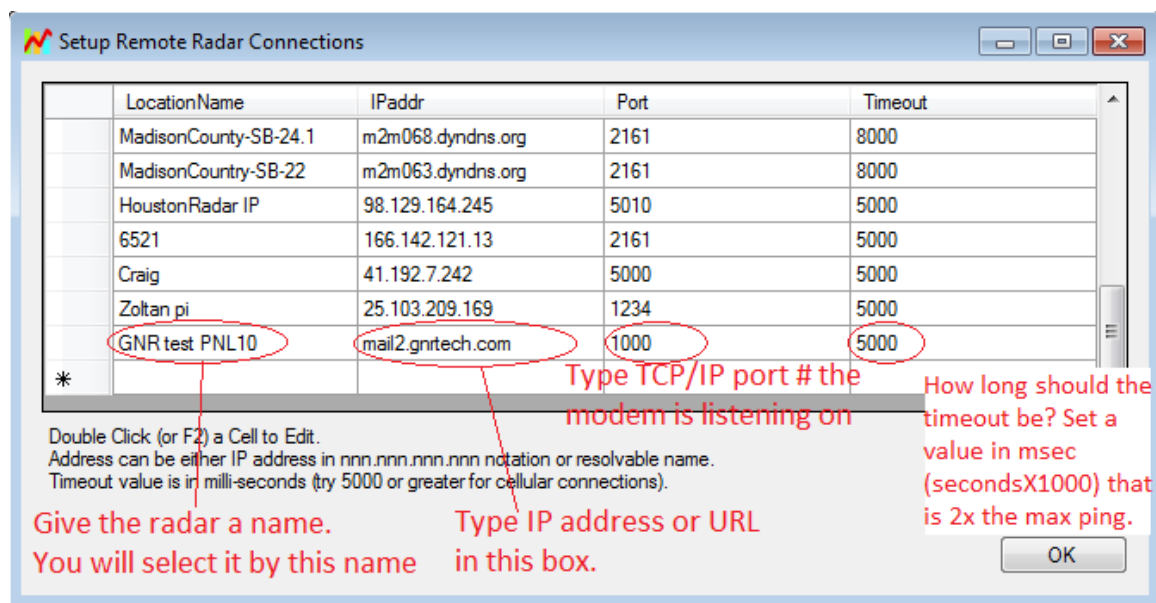 Setup Remote Radar Connections
LocationName IPaddr Port Timeout
MadisonCounty-SB-24.1 m2m068.dyndns.org 2161 8000
MadisonCountry-SB-22 m2m063.dyndns.org 2161 8000
HoustonRadar IP 98.129.164.245 5010 5000
6521 166.142.121.13 2161 5000
Craig 41.192.7.242 5000 5000
Zoltan pi 25.103.209.169 1234 5000
GNR test PNL10 mail2.gnrtech.com 1000 5000
*
Type TCP/IP port # the
modem is listening on
How long should the
timeout be? Set a
value in msec
(secondsX1000) that
is 2x the max ping.
Double Click (or F2) a Cell to Edit.
Address can be either IP address in nnn.nnn.nnn.nnn notation or resolvable name.
Timeout value is in milli-seconds (try 5000 or greater for cellular connections).
Give the radar a name.
You will select it by this name
Type IP address or URL
in this box.
OK